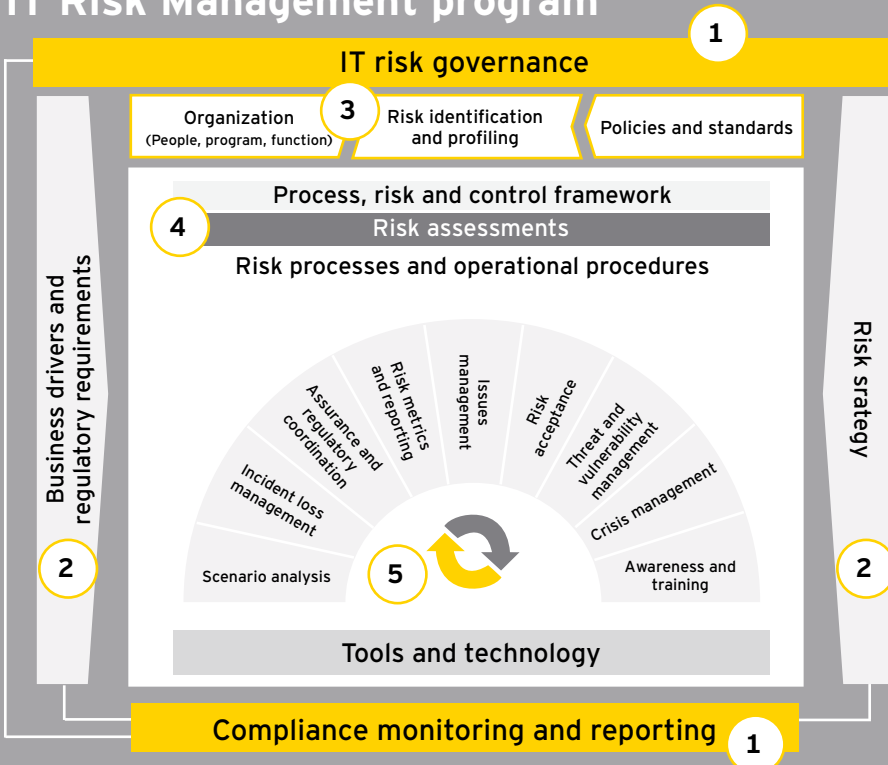 IT Risk Management program
1
IT risk governance
Organization
(People, program, function)
3
Risk identification
and profiling
Policies and standards
Process, risk and control framework
4
Risk assessments
Risk processes and operational procedures
Business drivers and
regulatory requirements
2
Scenario analysis
Incident loss
management
Assurance and
regulatory
coordination
Risk metrics
and reporting
Issues
management
Risk
acceptance
Threat and
vulnerability
management
Crisis management
Awareness and
training
5
Risk srategy
2
Tools and technology
Compliance monitoring and reporting
1